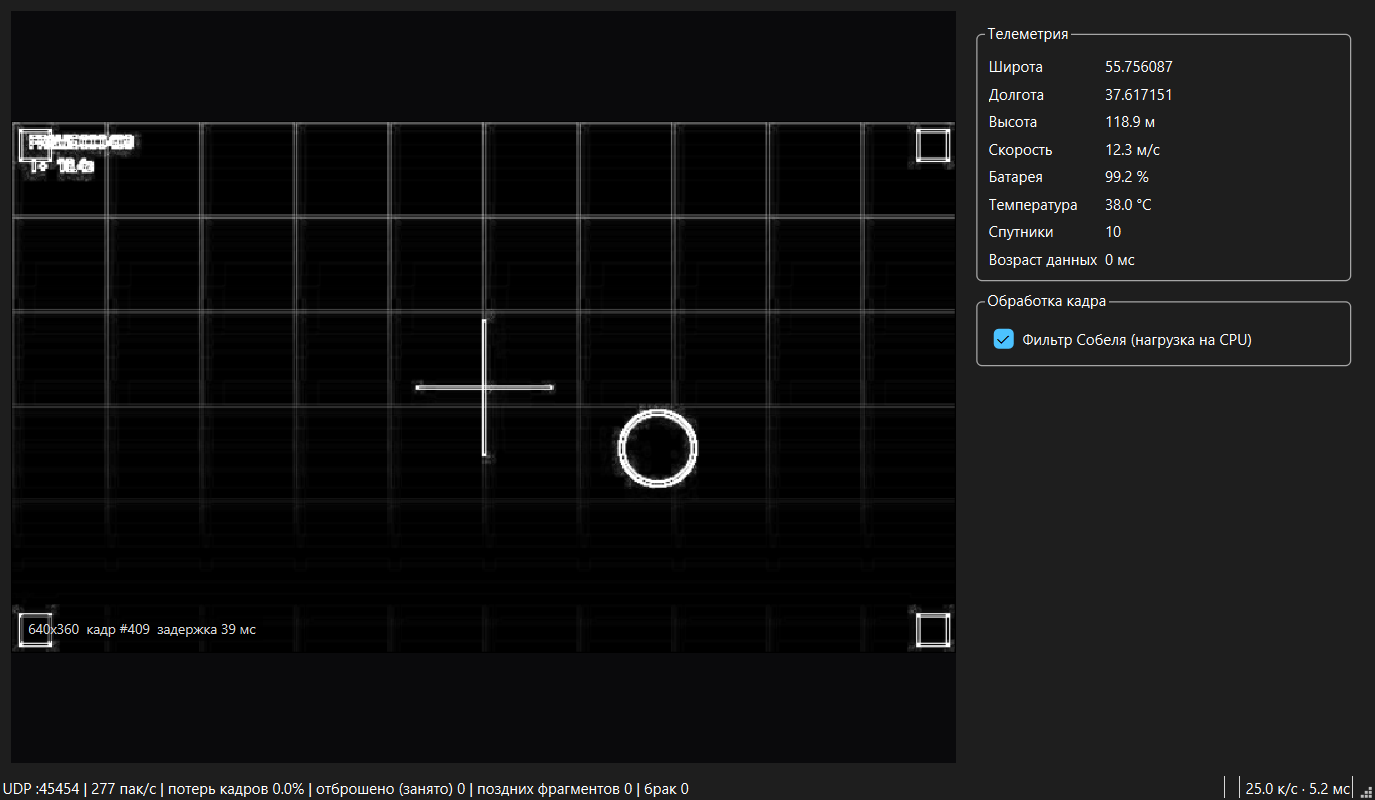 Телеметрия
Широта 55.756087
Долгота 37.617151
Высота 118.9 м
Скорость 12.3 м/с
Батарея 99.2 %
Температура 38.0 °C
Спутники 10
Возраст данных 0 мс
Обработка кадра
Фильтр Собеля (нагрузка на CPU)
640x360 кадр #409 задержка 39 мс
UDP :45454 | 277 пак/с | потерь кадров 0.0% | отброшено (занято) 0 | поздних фрагментов 0 | брак 0
25.0 к/с · 5.2 мс